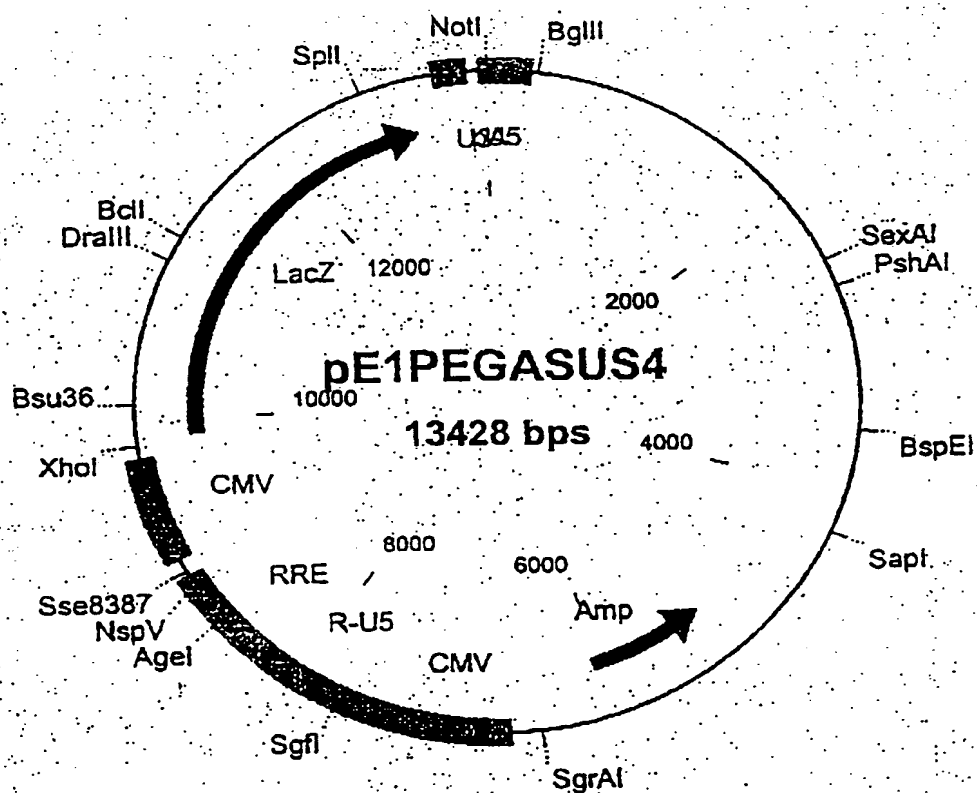 NotI
BglII
SplI
BclI
DraIII
LacZ
12000
SexAI
PshAI
2000
pE1PEGASUS4
13428 bps
10000
4000
Bsu36
XhoI
CMV
BspEI
8000
6000
RRE
R-U5
Amp
SapI
Sse8387
NspV
AgeI
CMV
SgfI
SgrAI